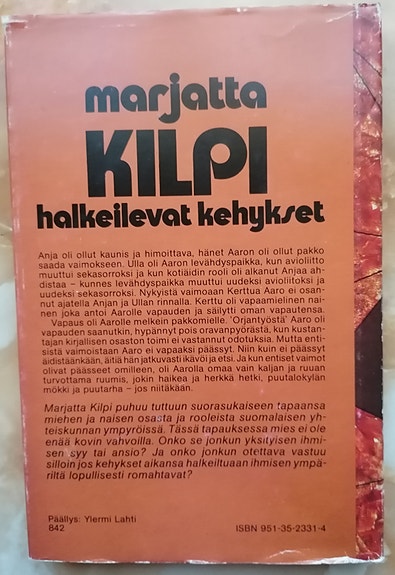 marjatta
KILPI
halkeilevat kehykset
Anja oli ollut kaunis ja himoittava, hänet Aaron oli ollut pakko
saada vaimokseen. Ulla oli Aaron levähdyspaikka, kun avioliitto
muuttui sekasorroksi ja kun kotiäidin rooli oli alkanut Anjaa ah-
distaa – kunnes levähdyspaikka muuttui uudeksi avioliitoksi ja
uudeksi sekasorroksi. Nykyistä vaimoaan Kerttua Aaro ei osan-
nut ajatella Anjan ja Ullan rinnalla. Kerttu oli vapaamielinen nai-
nen joka antoi Aarolle vapauden ja säilytti oman vapautensa.
Vapaus oli Aarolle melkein pakkomielle. 'Orjantyöstä' Aaro oli
vapauden saanutkin, hypännyt pois oravanpyörästä, kun kustan-
tajan kirjallisen osaston toimi ei vastannut odotuksia. Mutta enti-
sistä vaimoistaan Aaro ei vapaaksi päässyt. Niin kuin ei päässyt
äidistäänkään, äitiä hän jatkuvasti ikävöi ja etsi. Ja kun entiset vaimot
olivat päässeet omilleen, oli Aarolla omaa vain kaljan ja ruuan
turvottama ruumis, jokin haikea ja herkkä hetki, puutalokylän
mökki ja puutarha – jos niitäkään.
Marjatta Kilpi puhuu tuttuun suorasukaiseen tapaansa
miehen ja naisen osasta ja rooleista suomalaisen yh-
teiskunnan ympyröissä. Tässä tapauksessa mies ei ole
enää kovin vahvoilla. Onko se jonkun yksityisen ihmi-
sen syy tai ansio? Ja onko jonkun otettava vastuu
silloin jos kehykset aikansa halkeiltuaan ihmisen ympä-
riltä lopullisesti romahtavat?
Päällys: Ylermi Lahti
842
ISBN 951-35-2331-4